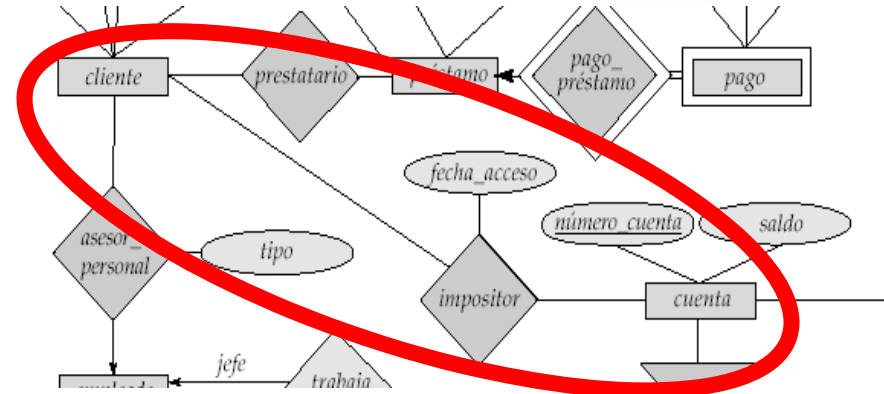 cliente
prestatario
préstamo
pago_
préstamo
pago
fecha_acceso
número_cuenta
saldo
asesor_
personal
tipo
impositor
cuenta
jefe
trabaja